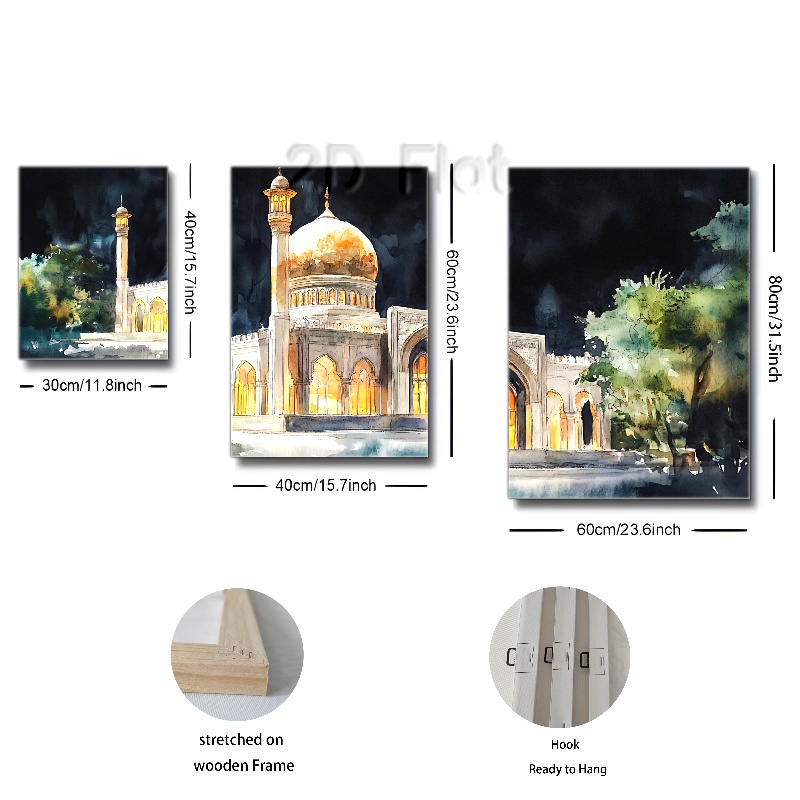 2D Flat
40cm/15.7inch
30cm/11.8inch
60cm/23.6inch
40cm/15.7inch
80cm/31.5inch
60cm/23.6inch
stretched on
wooden Frame
Hook
Ready to Hang